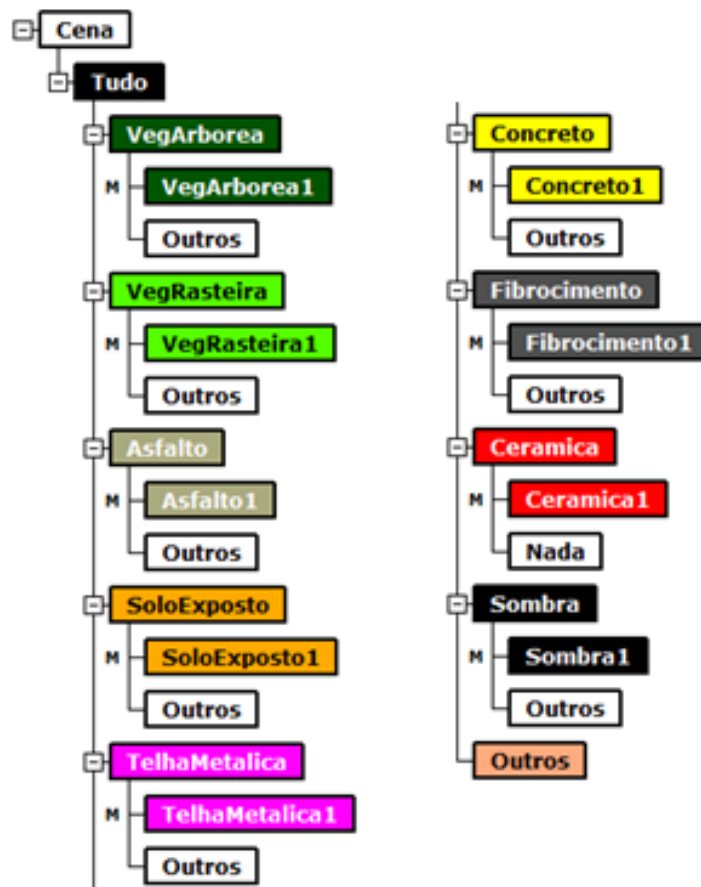 Cena
Tudo
VegArborea
M VegArborea1
Outros
VegRasteira
M VegRasteira1
Outros
Asfalto
M Asfalto1
Outros
SoloExposto
M SoloExposto1
Outros
TelhaMetalica
M TelhaMetalica1
Outros
Concreto
M Concreto1
Outros
Fibrocimento
M Fibrocimento1
Outros
Ceramica
M Ceramica1
Nada
Sombra
M Sombra1
Outros
Outros